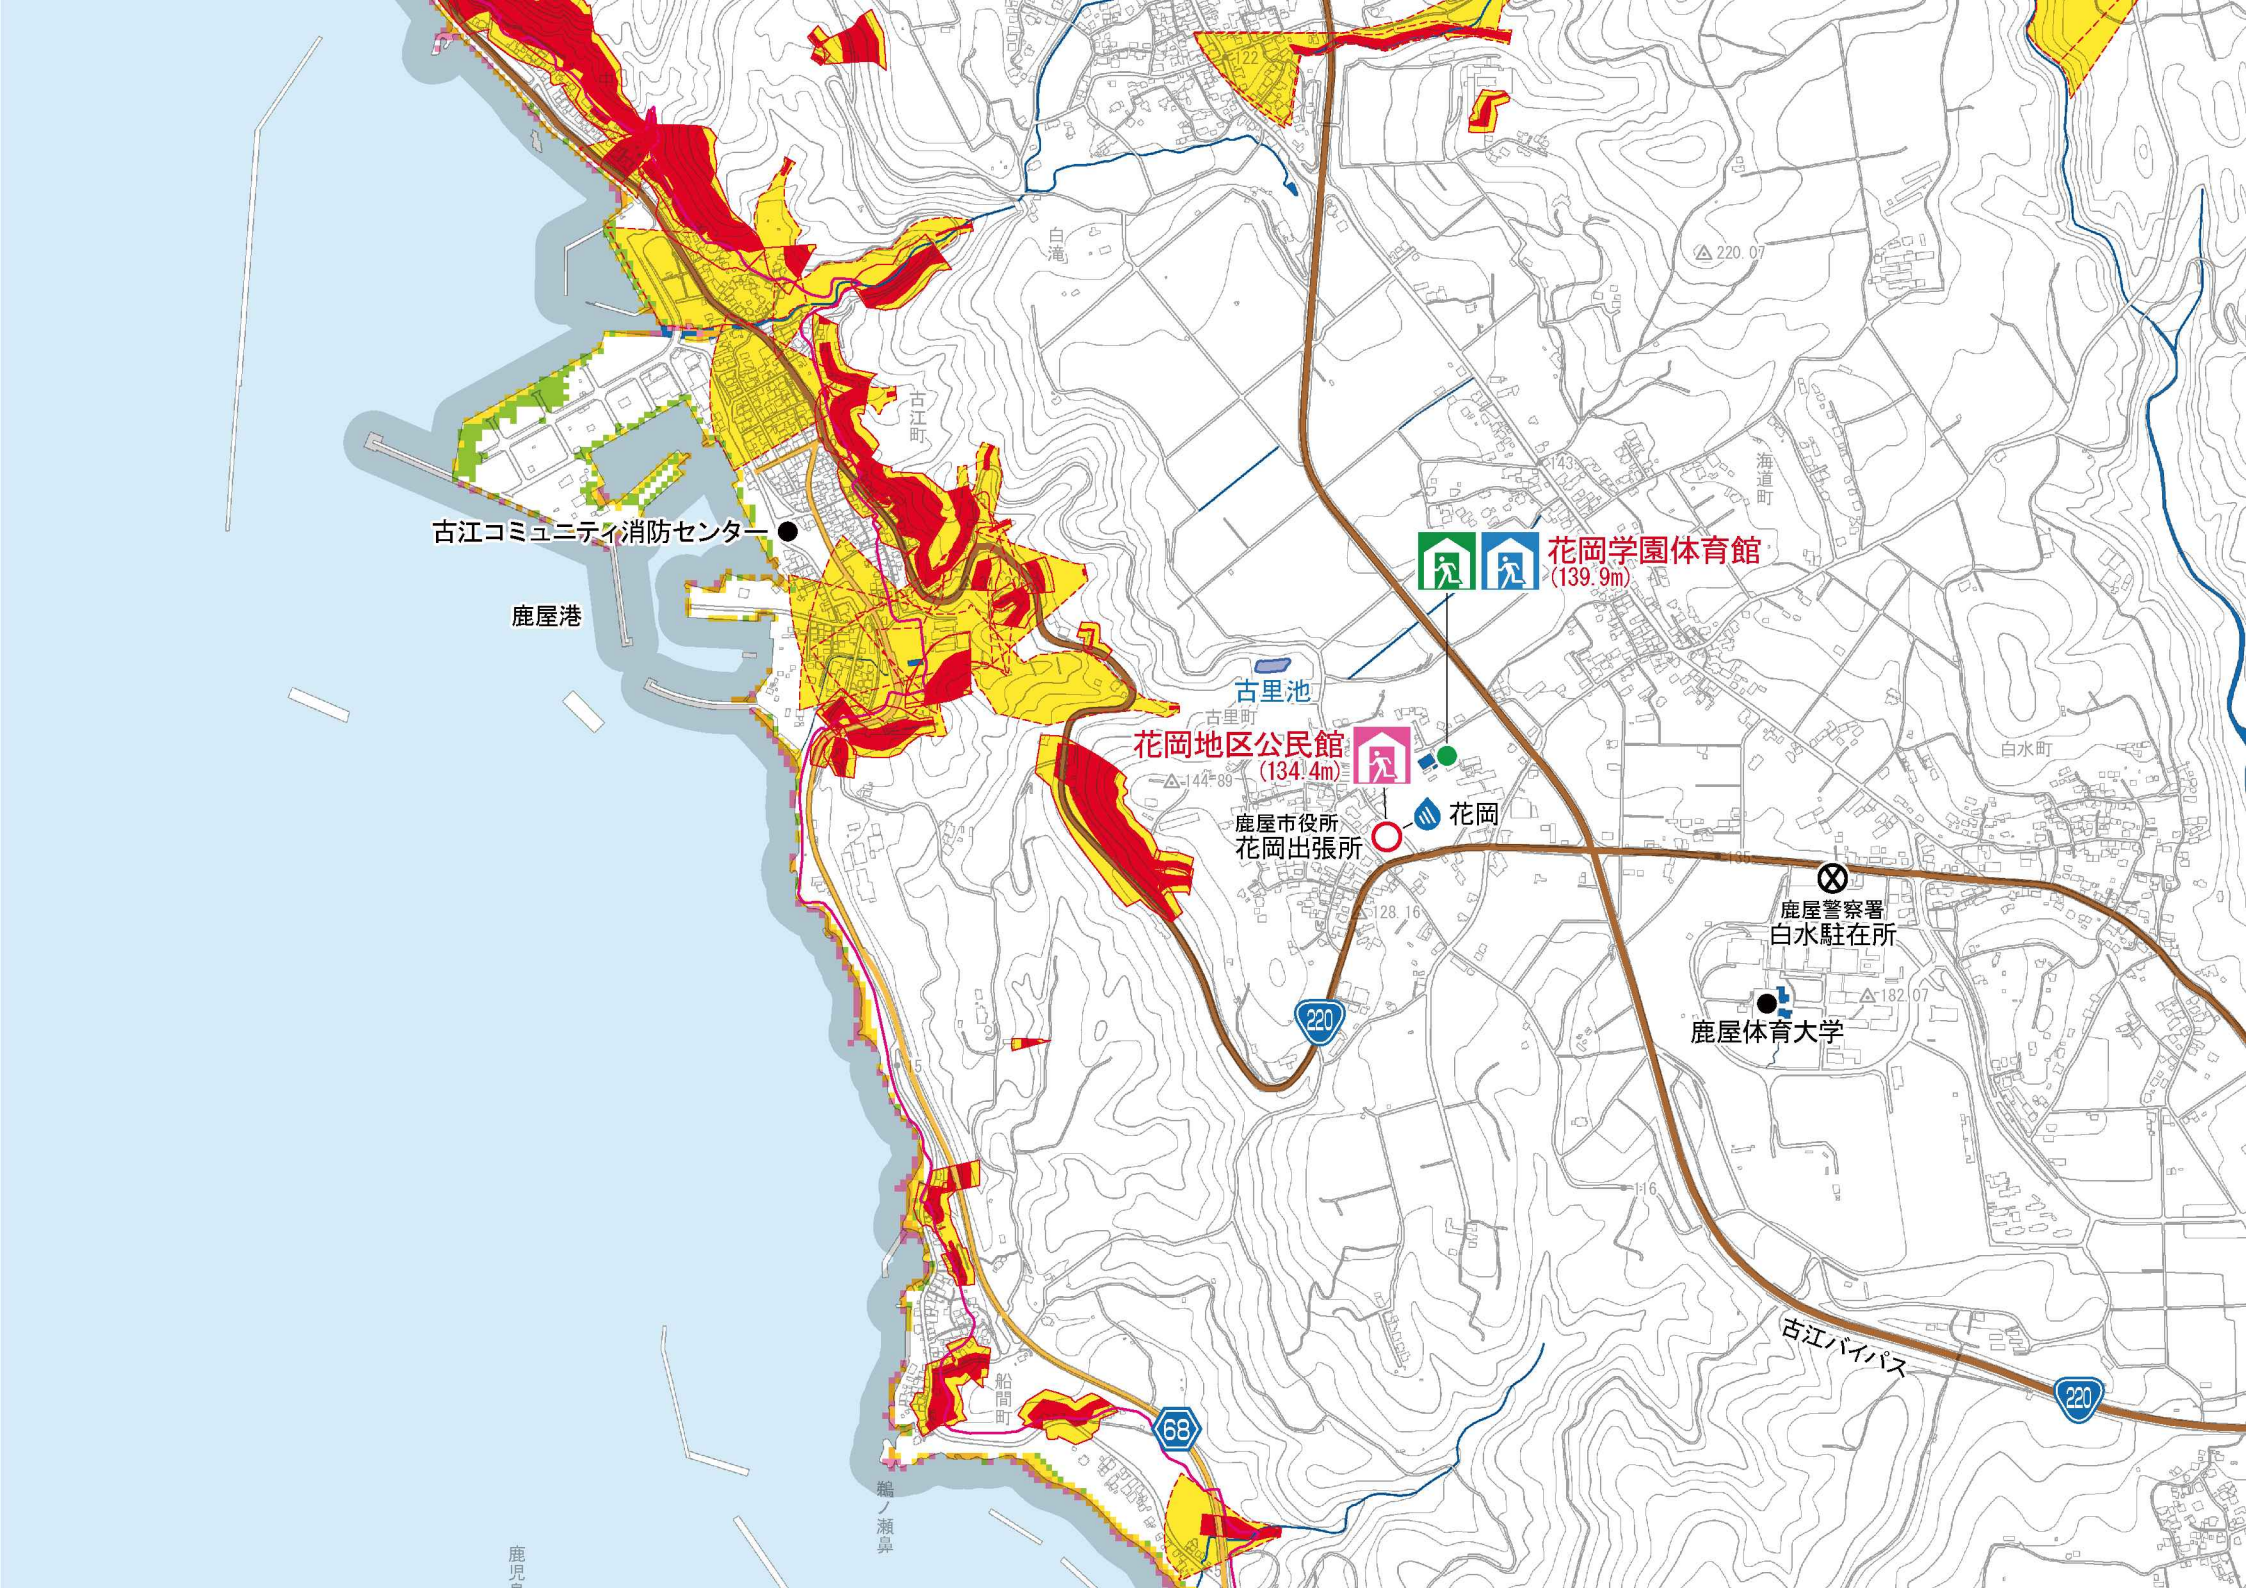 122
220.07
白滝
古江町
143
海道町
花岡学園体育館
(139.9m)
古江コミュニティ消防センター
鹿屋港
古里池
古里町
花岡地区公民館
(134.4m)
144.89
白水町
花岡
鹿屋市役所
花岡出張所
135
鹿屋警察署
白水駐在所
128.16
182.07
220
鹿屋体育大学
15
116
古江バイパス
220
船間町
68
鵜ノ瀬鼻
鹿児
5